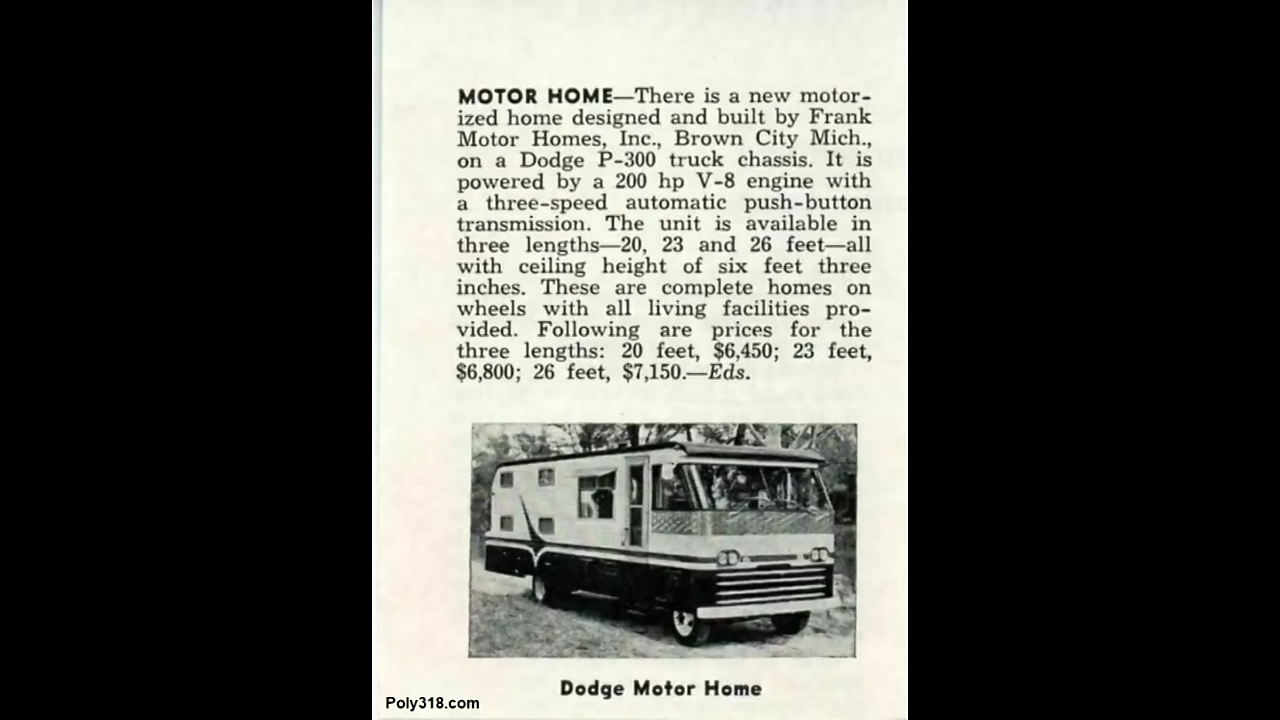 MOTOR HOME—There is a new motor-
ized home designed and built by Frank
Motor Homes, Inc., Brown City Mich.,
on a Dodge P-300 truck chassis. It is
powered by a 200 hp V-8 engine with
a three-speed automatic push-button
transmission. The unit is available in
three lengths—20, 23 and 26 feet—all
with ceiling height of six feet three
inches. These are complete homes on
wheels with all living facilities pro-
vided. Following are prices for the
three lengths: 20 feet, $6,450; 23 feet,
$6,800; 26 feet, $7,150.—Eds.
Dodge Motor Home
Poly318.com